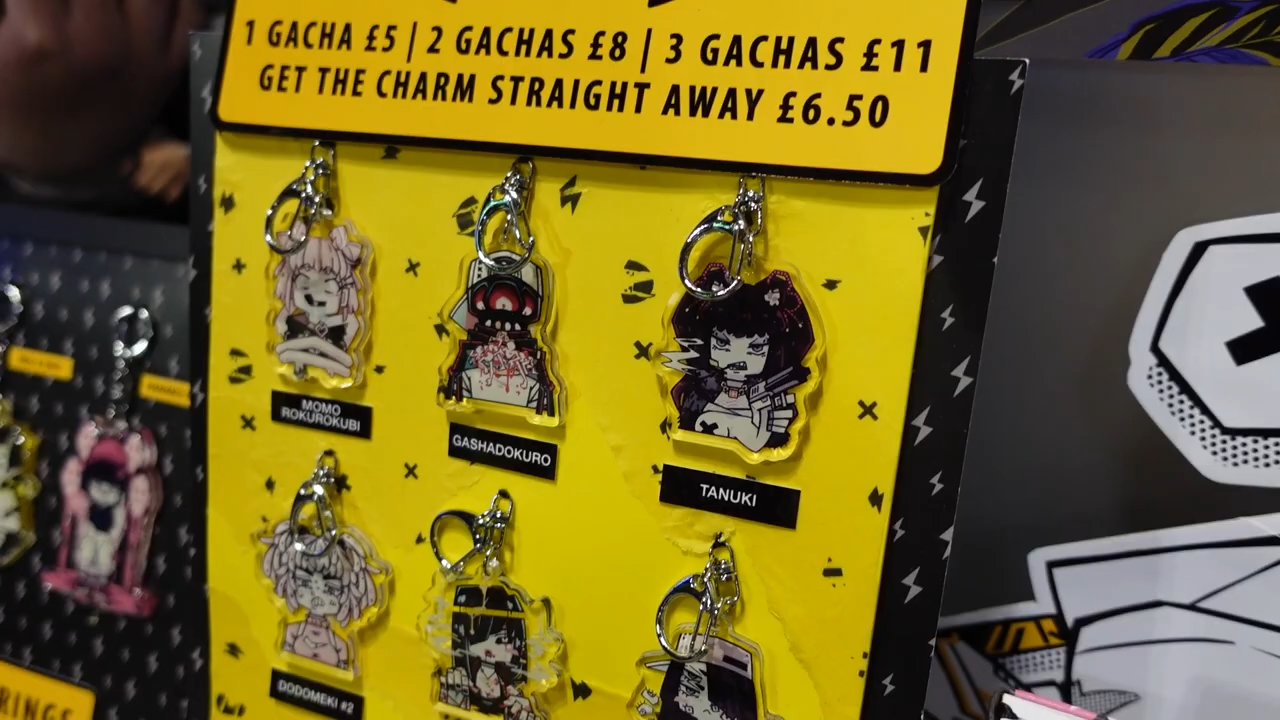 1 GACHA £5 | 2 GACHAS £8 | 3 GACHAS £11
GET THE CHARM STRAIGHT AWAY £6.50
MOMO
ROKUROKUBI
GASHADOKURO
TANUKI
DODOMEKI #2